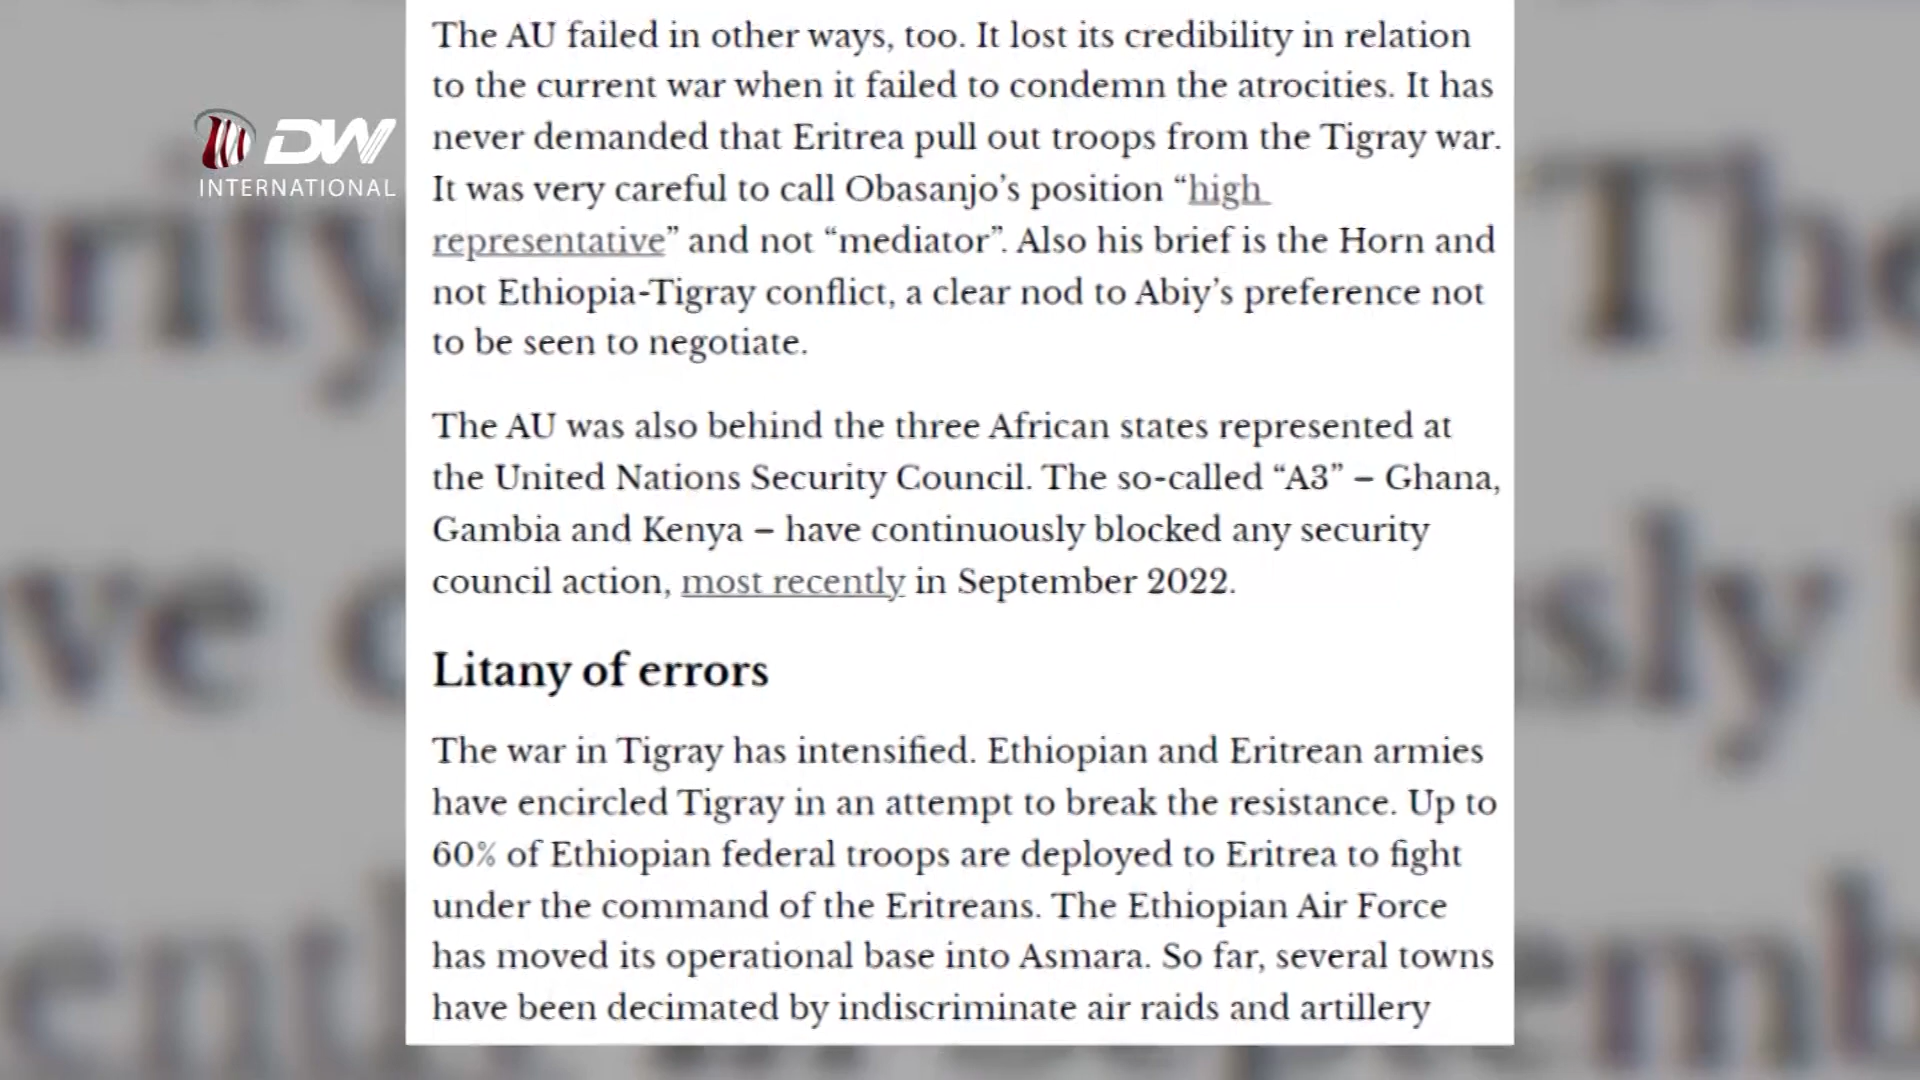 The AU failed in other ways, too. It lost its credibility in relation
to the current war when it failed to condemn the atrocities. It has
never demanded that Eritrea pull out troops from the Tigray war.
It was very careful to call Obasanjo’s position “high
representative” and not “mediator”. Also his brief is the Horn and
not Ethiopia-Tigray conflict, a clear nod to Abiy’s preference not
to be seen to negotiate.
The AU was also behind the three African states represented at
the United Nations Security Council. The so-called “A3” – Ghana,
Gambia and Kenya – have continuously blocked any security
council action, most recently in September 2022.
Litany of errors
The war in Tigray has intensified. Ethiopian and Eritrean armies
have encircled Tigray in an attempt to break the resistance. Up to
60% of Ethiopian federal troops are deployed to Eritrea to fight
under the command of the Eritreans. The Ethiopian Air Force
has moved its operational base into Asmara. So far, several towns
have been decimated by indiscriminate air raids and artillery
DW
INTERNATIONAL